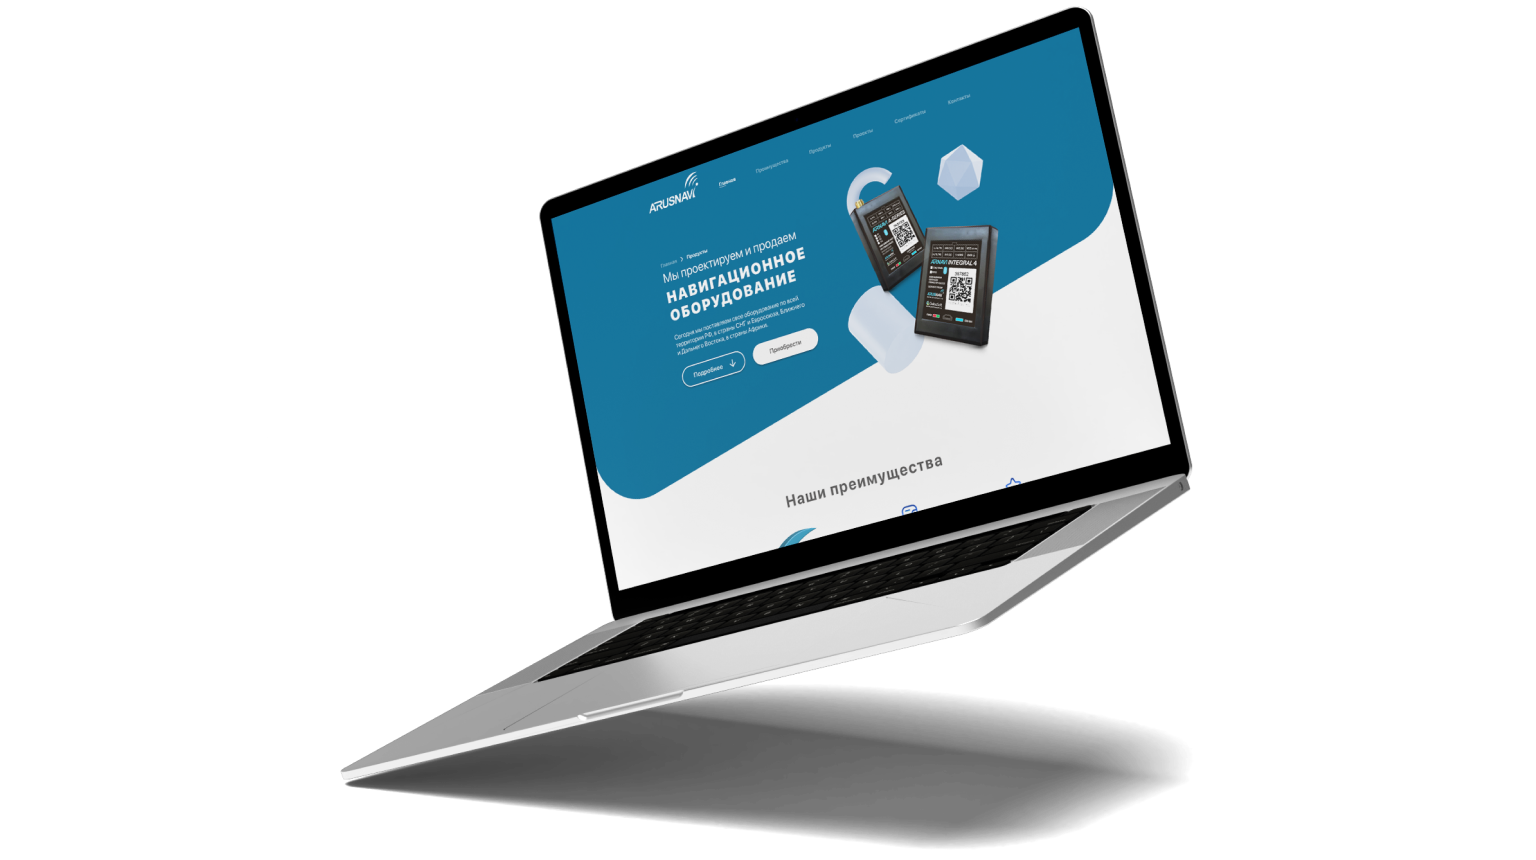 ARUSNAVI
Главная
Преимущества
Продукты
Проекты
Сертификаты
Контакты
Главная > Продукты
Мы проектируем и продаем
НАВИГАЦИОННОЕ
ОБОРУДОВАНИЕ
Сегодня мы поставляем свое оборудование по всей
территории РФ, в страны СНГ и Евросоюза, Ближнего
и Дальнего Востока, в страны Африки.
Подробнее
Приобрести
ARNAVI INTEGRAL 4
Наши преимущества